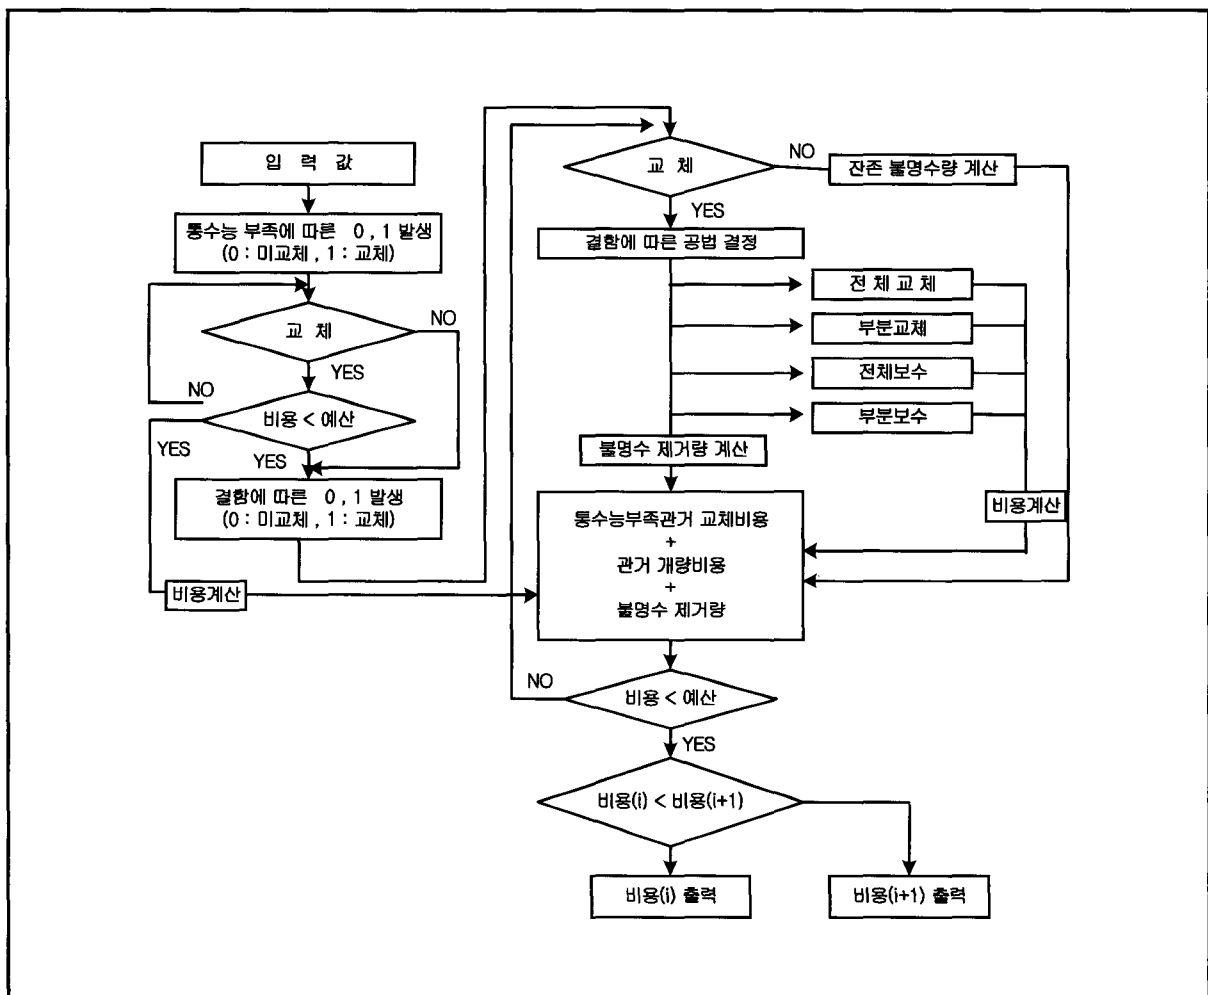 입 력 값
통수능 부족에 따른 0 , 1 발생
(0 : 미교체 , 1 : 교체)
교 체
NO
YES
NO
비용 < 예산
YES
YES
결함에 따른 0 , 1 발생
(0 : 미교체 , 1 : 교체)
비용계산
교 체
NO
잔존 불명수량 계산
YES
결함에 따른 공법 결정
전 체 교 체
부분교체
전체보수
부분보수
불명수 제거량 계산
비용계산
통수능부족관거 교체비용
+
관거 개량비용
+
불명수 제거량
NO
비용 < 예산
YES
비용(i) < 비용(i+1)
비용(i) 출력
비용(i+1) 출력